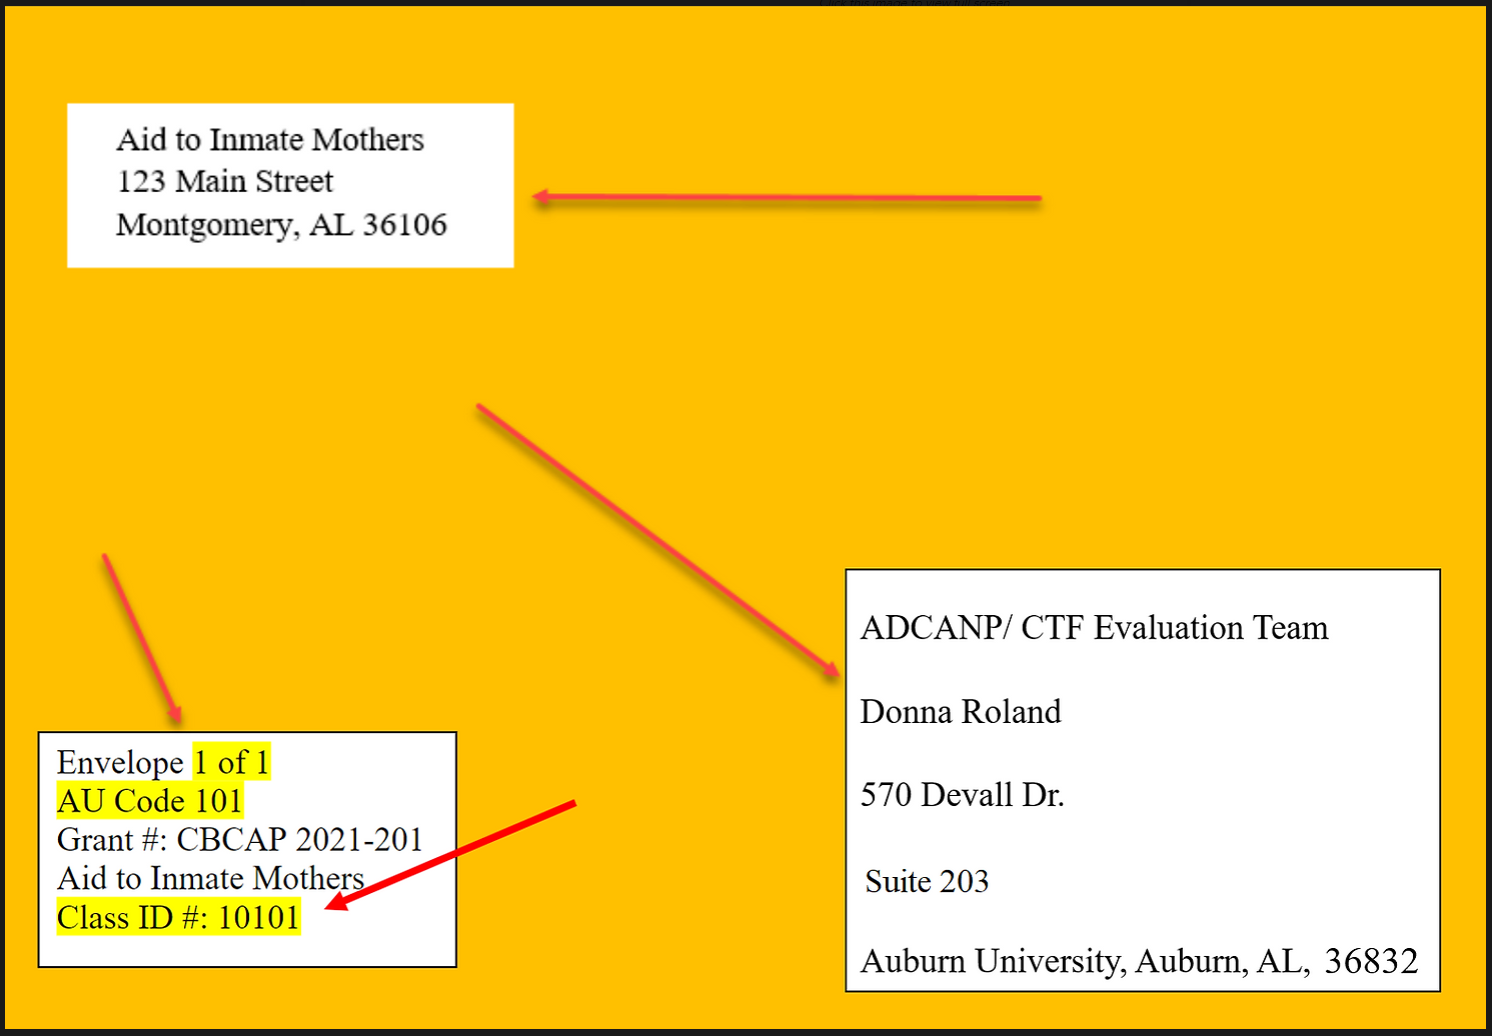 Aid to Inmate Mothers
123 Main Street
Montgomery, AL 36106
Envelope 1 of 1
AU Code 101
Grant #: CBCAP 2021-201
Aid to Inmate Mothers
Class ID #: 10101
ADCANP/ CTF Evaluation Team
Donna Roland
570 Devall Dr.
Suite 203
Auburn University, Auburn, AL, 36832